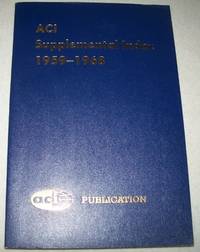 ACI
Supplemental Index
1959-1968
aci PUBLICATION